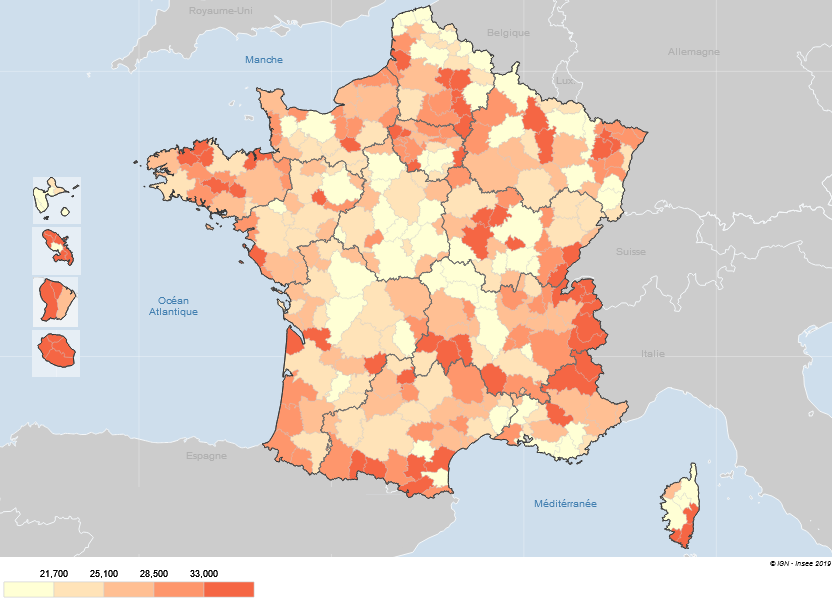 Royaume-Uni
Belgique
Manche
Allemagne
Lux.
Suisse
Océan
Atlantique
Italie
Espagne
Méditérranée
© IGN - Insee 2019
21,700 25,100 28,500 33,000